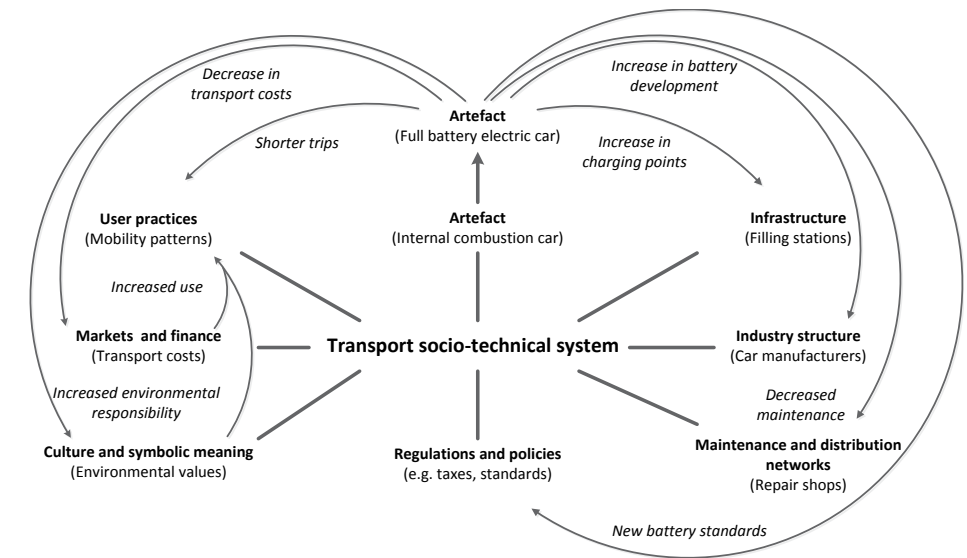 Decrease in
transport costs
Increase in battery
development
Artefact
(Full battery electric car)
Shorter trips
Increase in
charging points
User practices
(Mobility patterns)
Artefact
(Internal combustion car)
Infrastructure
(Filling stations)
Increased use
Markets and finance
(Transport costs)
Transport socio-technical system
Industry structure
(Car manufacturers)
Increased environmental
responsibility
Decreased
maintenance
Culture and symbolic meaning
(Environmental values)
Regulations and policies
(e.g. taxes, standards)
Maintenance and distribution
networks
(Repair shops)
New battery standards